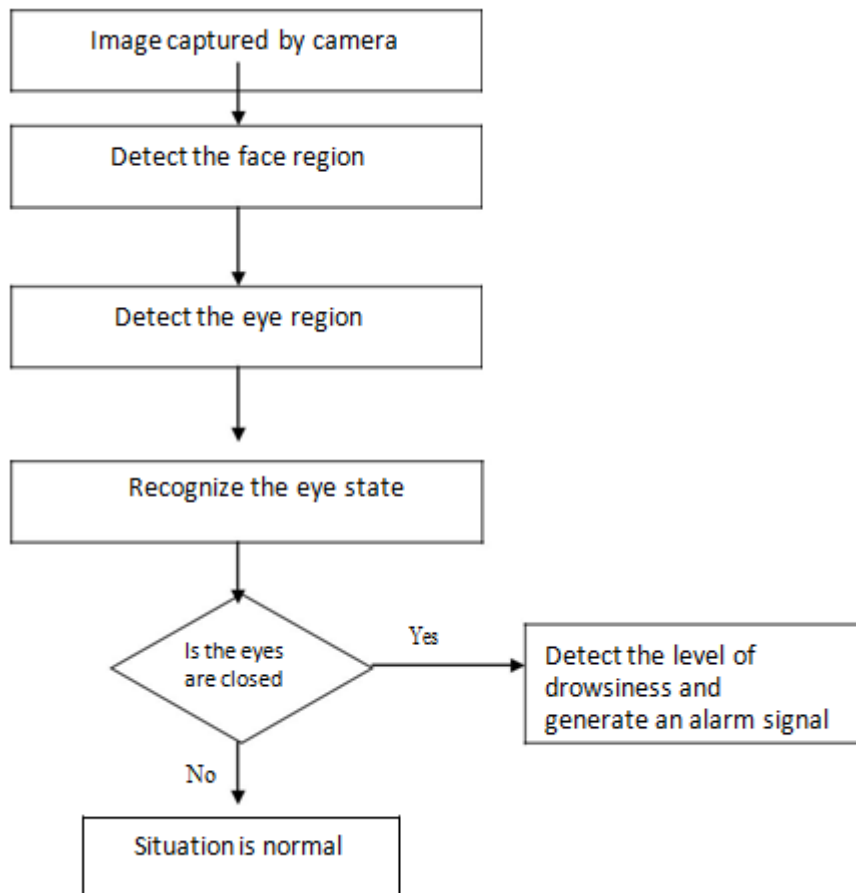 Image captured by camera
Detect the face region
Detect the eye region
Recognize the eye state
Is the eyes
are closed
Yes
Detect the level of
drowsiness and
generate an alarm signal
No
Situation is normal